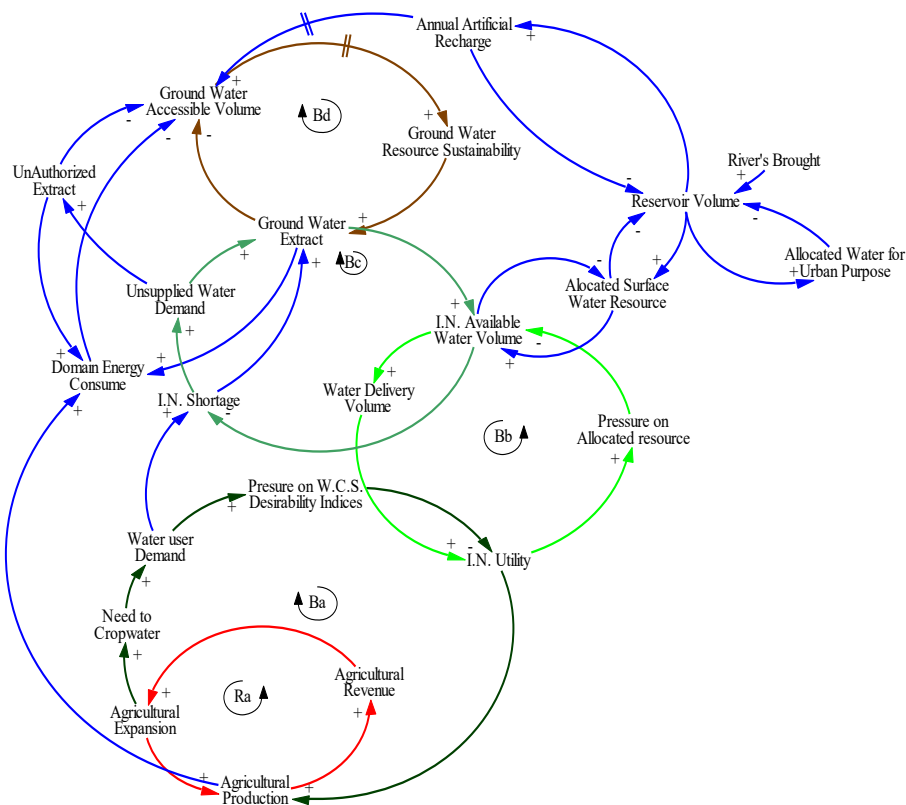 Annual Artificial
Recharge
+
+
Ground Water
Accessible Volume
Bd
+
-
-
-
Ground Water
Resource Sustainability
River's Brought
UnAuthorized
Extract
-
+
Reservoir Volume
-
+
Ground Water
Extract
+
+
Bc
+
-
-
+
Allocated Water for
+Urban Purpose
Unsupplied Water
Demand
Alocated Surface
Water Resource
+
+
I.N. Available
Water Volume
-
+
+
+
Domain Energy
Consume
+
+
I.N. Shortage
-
+
Water Delivery
Volume
Bb
Pressure on
Allocated resource
+
Presure on W.C.S.
Desirability Indices
+
Water user
Demand
+
+
-
I.N. Utility
Need to
Cropwater
+
Ba
Agricultural
Revenue
+
Ra
+
Agricultural
Expansion
+
+
Agricultural
Production
+